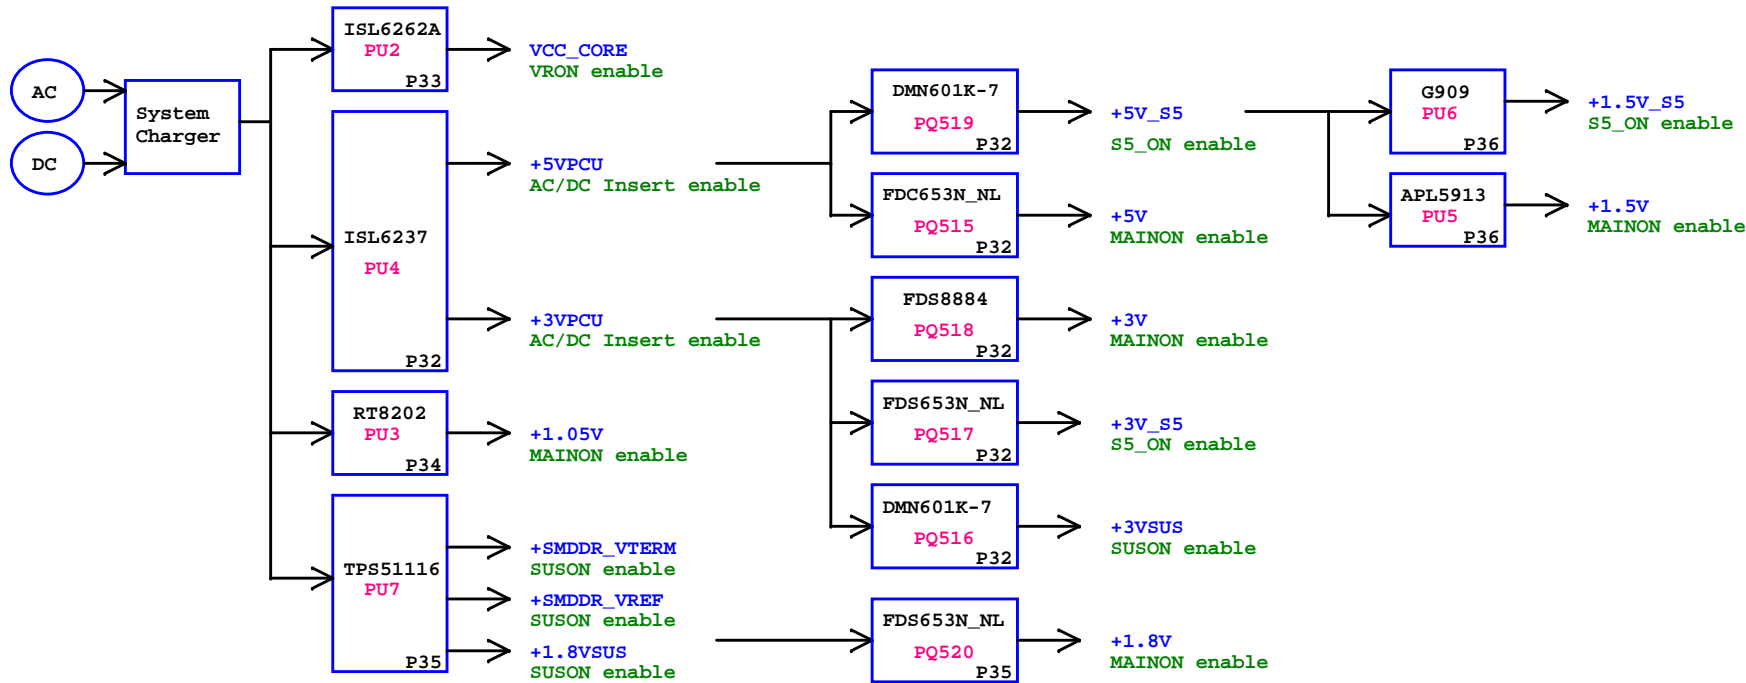 AC
DC
System
Charger
ISL6262A
PU2
P33
VCC_CORE
VRON enable
ISL6237
PU4
P32
+5VPCU
AC/DC Insert enable
+3VPCU
AC/DC Insert enable
RT8202
PU3
P34
+1.05V
MAINON enable
TPS51116
PU7
P35
+SMDDR_VTERM
SUSON enable
+SMDDR_VREF
SUSON enable
+1.8VSUS
SUSON enable
DMN601K-7
PQ519
P32
+5V_S5
S5_ON enable
FDC653N_NL
PQ515
P32
+5V
MAINON enable
FDS8884
PQ518
P32
+3V
MAINON enable
FDS653N_NL
PQ517
P32
+3V_S5
S5_ON enable
DMN601K-7
PQ516
P32
+3VSUS
SUSON enable
FDS653N_NL
PQ520
P35
+1.8V
MAINON enable
G909
PU6
P36
+1.5V_S5
S5_ON enable
APL5913
PU5
P36
+1.5V
MAINON enable